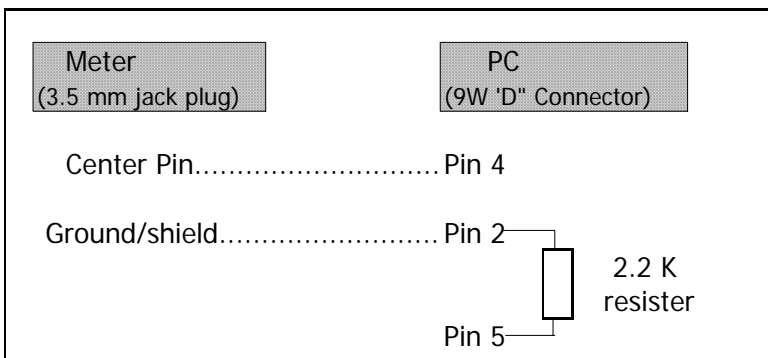 Meter
(3.5 mm jack plug)
PC
(9W 'D" Connector)
Center Pin............................. Pin 4
Ground/shield.......................... Pin 2
2.2 K
resister
Pin 5